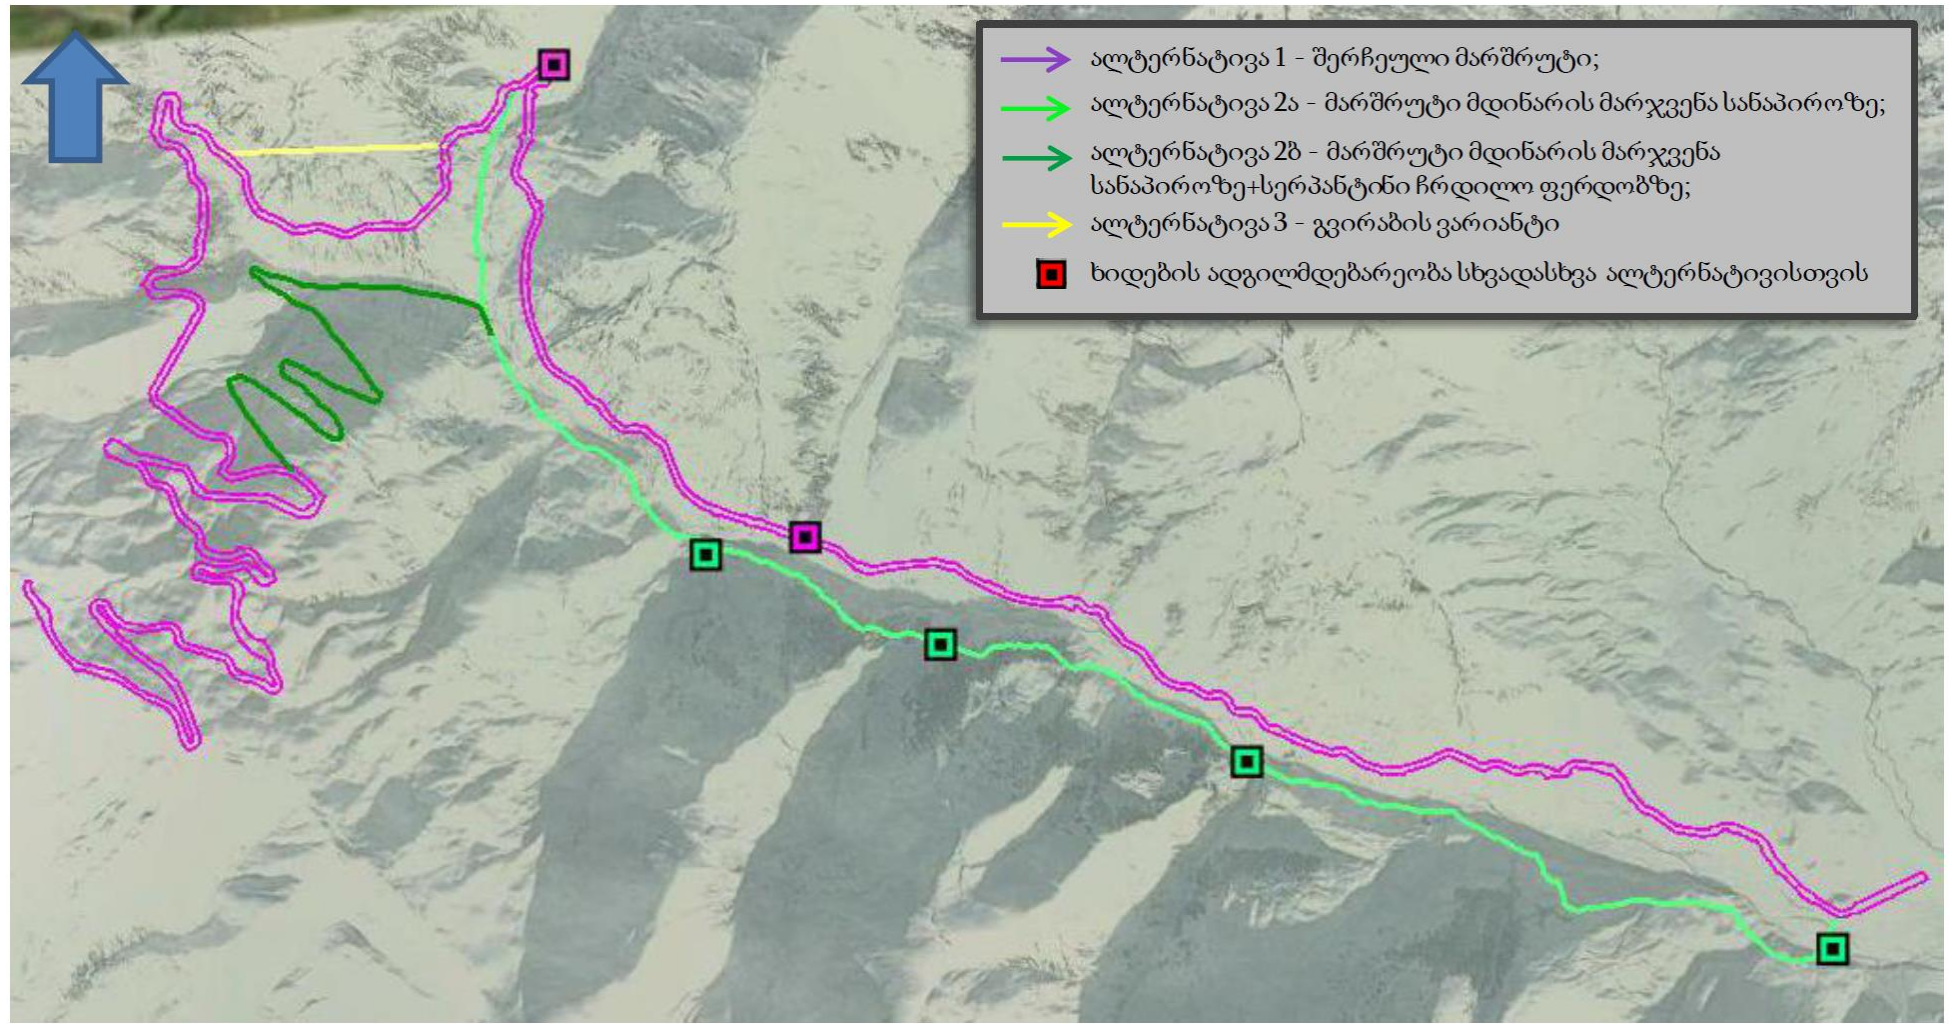 ალტერნატივა 1 - შერჩეული მარშრუტი;
ალტერნატივა 2ა - მარშრუტი მდინარის მარჯვენა სანაპიროზე;
ალტერნატივა 2ბ - მარშრუტი მდინარის მარჯვენა
სანაპიროზე+სერპანტინი ჩრდილო ფერდობზე;
ალტერნატივა 3 - გვირაბის ვარიანტი
ხიდების ადგილმდებარეობა სხვადასხვა ალტერნატივისთვის